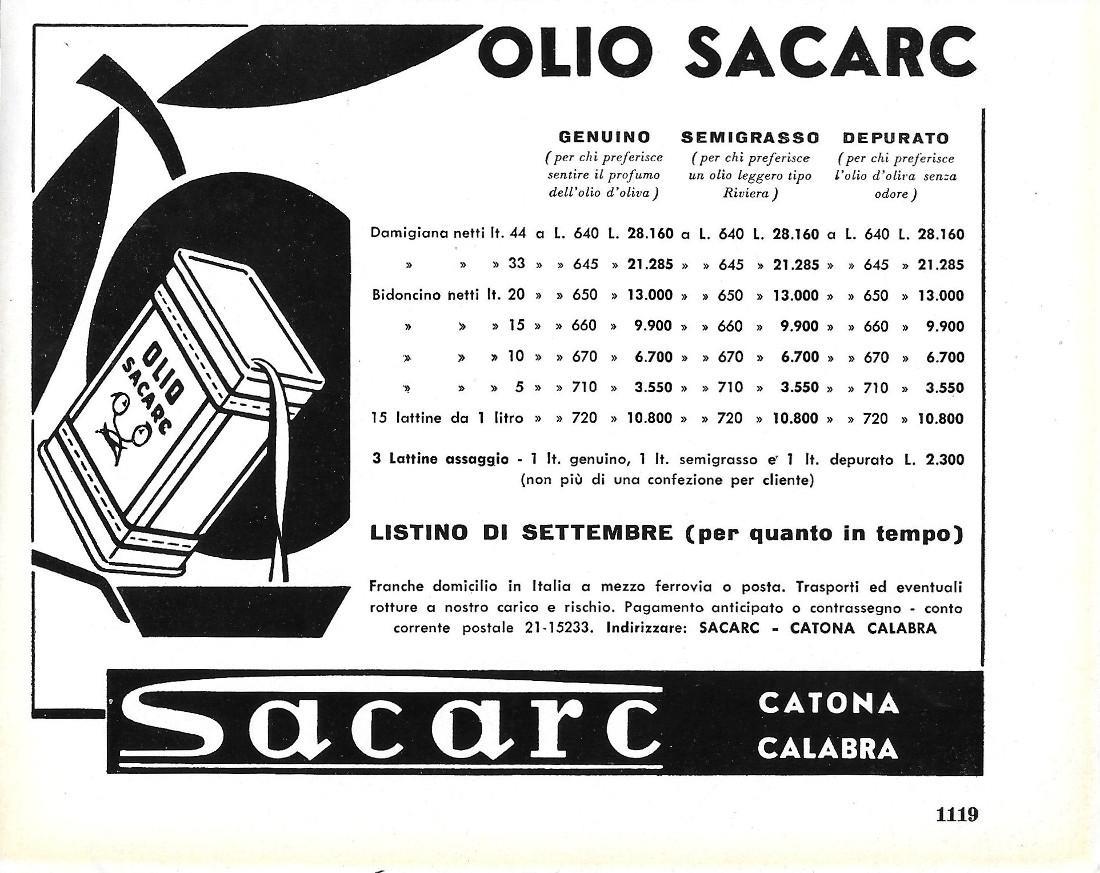 OLIO SACARC
GENUINO SEMIGRASSO DEPURATO
(per chi preferisce (per chi preferisce (per chi preferisce
sentire il profumo un olio leggero tipo l'olio d'oliva senza
dell'olio d'oliva) Riviera) odore)
Damigiana netti lt. 44 a L. 640 L. 28.160 a L. 640 L. 28.160 a L. 640 L. 28.160
» » » 33 » » 645 » 21.285 » » 645 » 21.285 » » 645 » 21.285
Bidoncino netti lt. 20 » » 650 » 13.000 » » 650 » 13.000 » » 650 » 13.000
» » » 15 » » 660 » 9.900 » » 660 » 9.900 » » 660 » 9.900
» » » 10 » » 670 » 6.700 » » 670 » 6.700 » » 670 » 6.700
» » » 5 » » 710 » 3.550 » » 710 » 3.550 » » 710 » 3.550
15 lattine da 1 litro » » 720 » 10.800 » » 720 » 10.800 » » 720 » 10.800
3 Lattine assaggio - 1 lt. genuino, 1 lt. semigrasso e 1 lt. depurato L. 2.300
(non più di una confezione per cliente)
LISTINO DI SETTEMBRE (per quanto in tempo)
Franche domicilio in Italia a mezzo ferrovia o posta. Trasporti ed eventuali
rotture a nostro carico e rischio. Pagamento anticipato o contrassegno - conto
corrente postale 21-15233. Indirizzare: SACARC - CATONA CALABRA
OLIO
SACARC
Sacarc
CATONA
CALABRA
1119